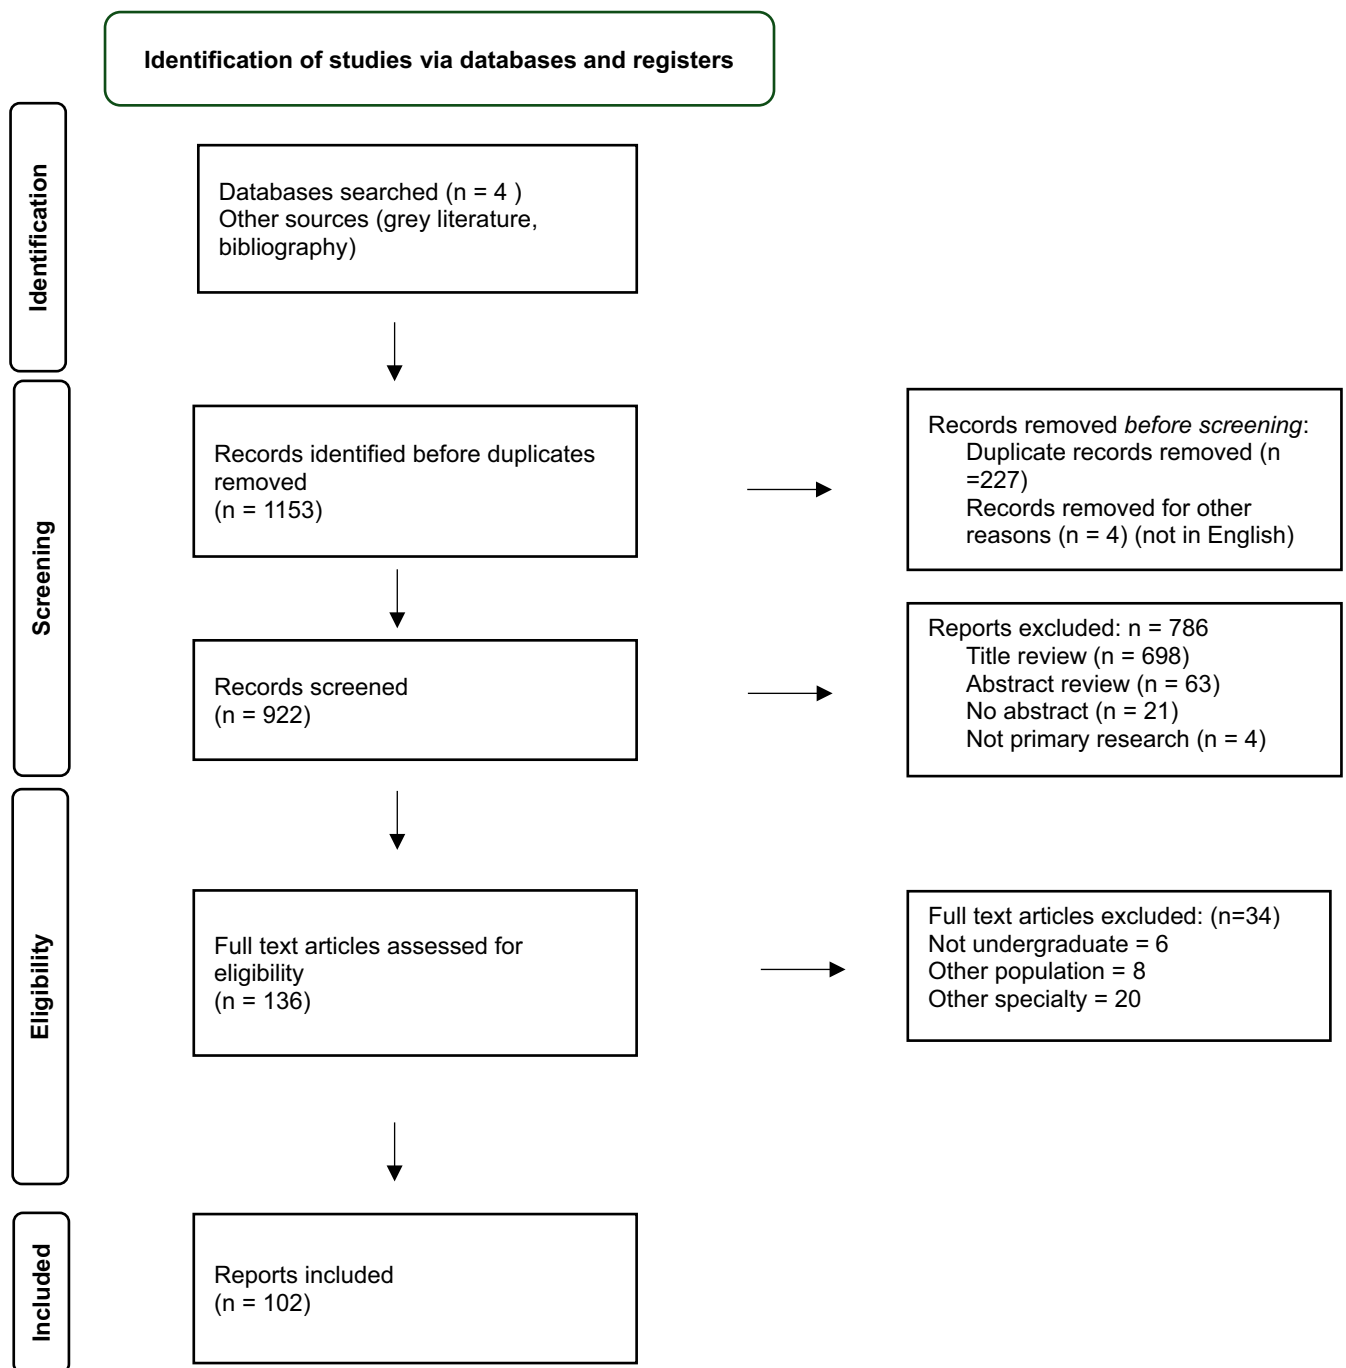 Identification of studies via databases and registers
Identification
Databases searched (n = 4 )
Other sources (grey literature,
bibliography)
Screening
Records identified before duplicates
removed
(n = 1153)
Records removed before screening:
Duplicate records removed (n
=227)
Records removed for other
reasons (n = 4) (not in English)
Records screened
(n = 922)
Reports excluded: n = 786
Title review (n = 698)
Abstract review (n = 63)
No abstract (n = 21)
Not primary research (n = 4)
Eligibility
Full text articles assessed for
eligibility
(n = 136)
Full text articles excluded: (n=34)
Not undergraduate = 6
Other population = 8
Other specialty = 20
Included
Reports included
(n = 102)